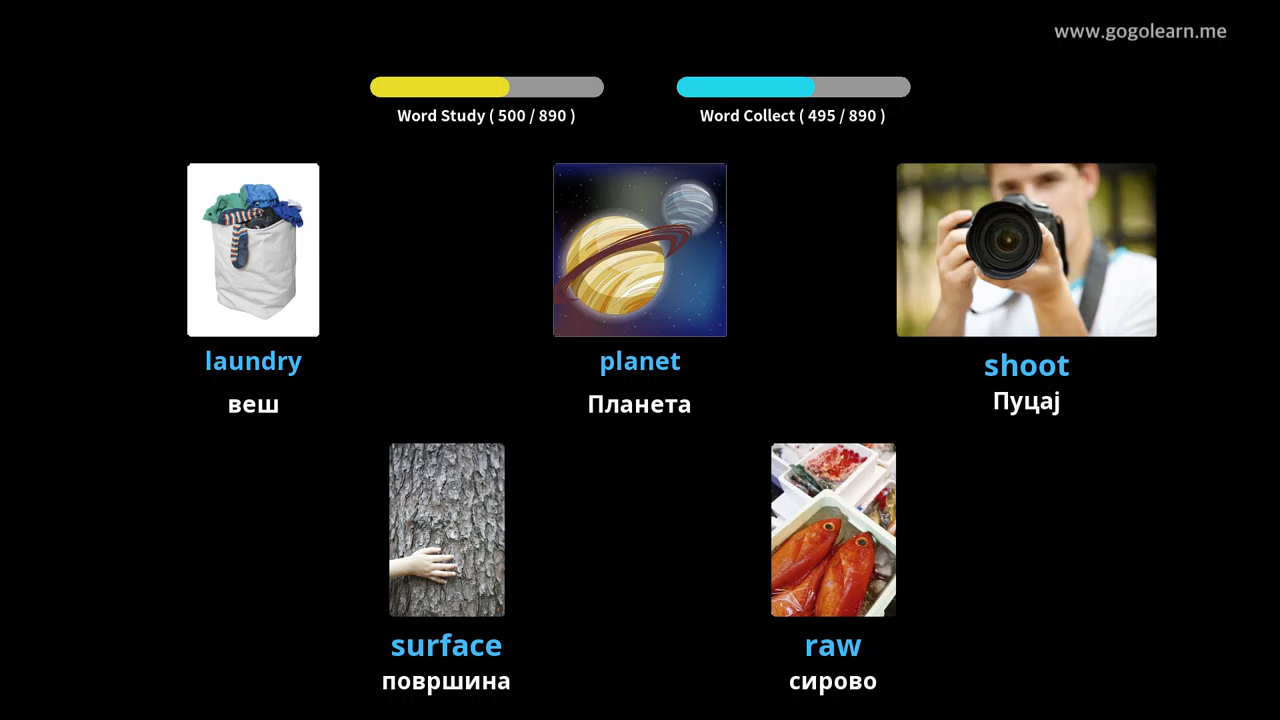 www.gogolearn.me
Word Study ( 500 / 890 )
Word Collect ( 495 / 890 )
laundry
веш
planet
Планета
shoot
Пуцај
surface
површина
raw
сирово